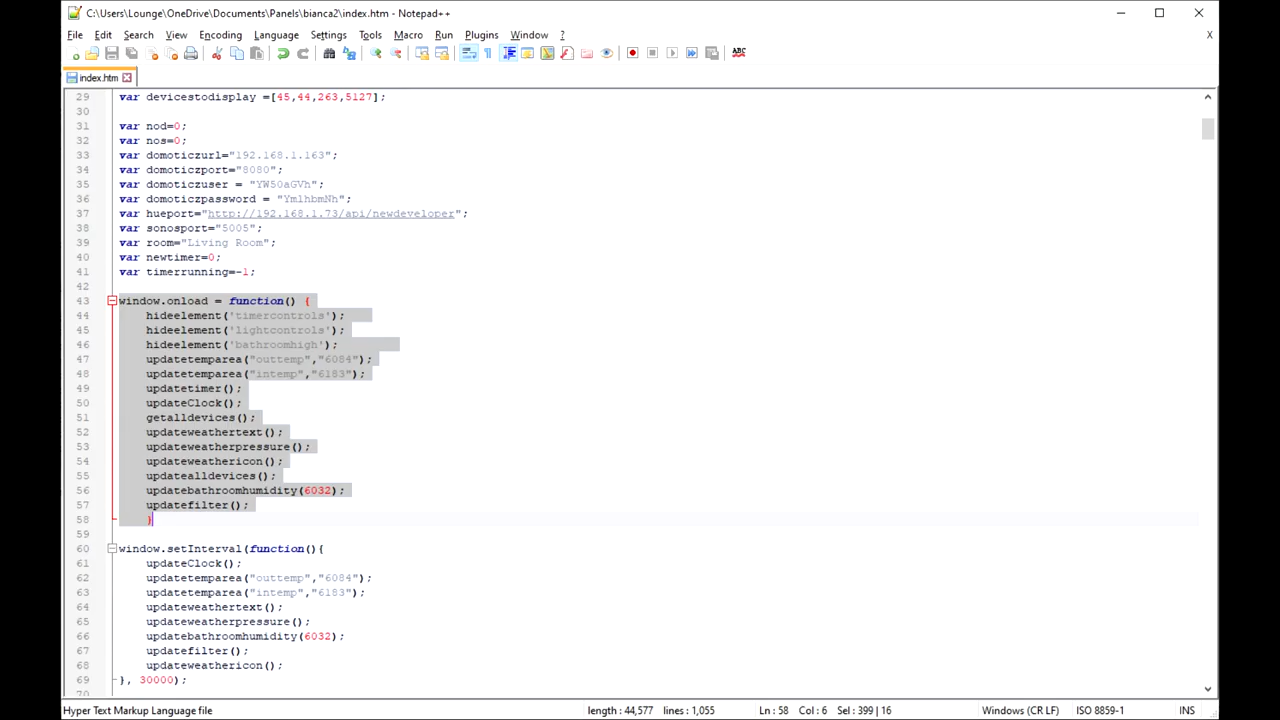 C:\Users\Lounge\OneDrive\Documents\Panels\bianca2\index.htm - Notepad++
File Edit Search View Encoding Language Settings Tools Macro Run Plugins Window ? X
ABC
index.htm
29 var devicestodisplay =[45,44,263,5127];
30
31 var nod=0;
32 var nos=0;
33 var domoticzurl="192.168.1.163";
34 var domoticzport="8080";
35 var domoticzuser = "YW50aGVh";
36 var domoticzpassword = "YmlhbmNh";
37 var hueport="http://192.168.1.73/api/newdeveloper";
38 var sonosport="5005";
39 var room="Living Room";
40 var newtimer=0;
41 var timerrunning=-1;
42
43 window.onload = function() {
44 hideelement('timercontrols');
45 hideelement('lightcontrols');
46 hideelement('bathroomhigh');
47 updatetemparea("outtemp","6084");
48 updatetemparea("intemp","6183");
49 updatetimer();
50 updateClock();
51 getalldevices();
52 updateweathertext();
53 updateweatherpressure();
54 updateweathericon();
55 updatealldevices();
56 updatebathroomhumidity(6032);
57 updatefilter();
58 }
59
60 window.setInterval(function(){
61 updateClock();
62 updatetemparea("outtemp","6084");
63 updatetemparea("intemp","6183");
64 updateweathertext();
65 updateweatherpressure();
66 updatebathroomhumidity(6032);
67 updatefilter();
68 updateweathericon();
69 }, 30000);
70
Hyper Text Markup Language file length : 44,577 lines : 1,055 Ln : 58 Col : 6 Sel : 399 | 16 Windows (CR LF) ISO 8859-1 INS